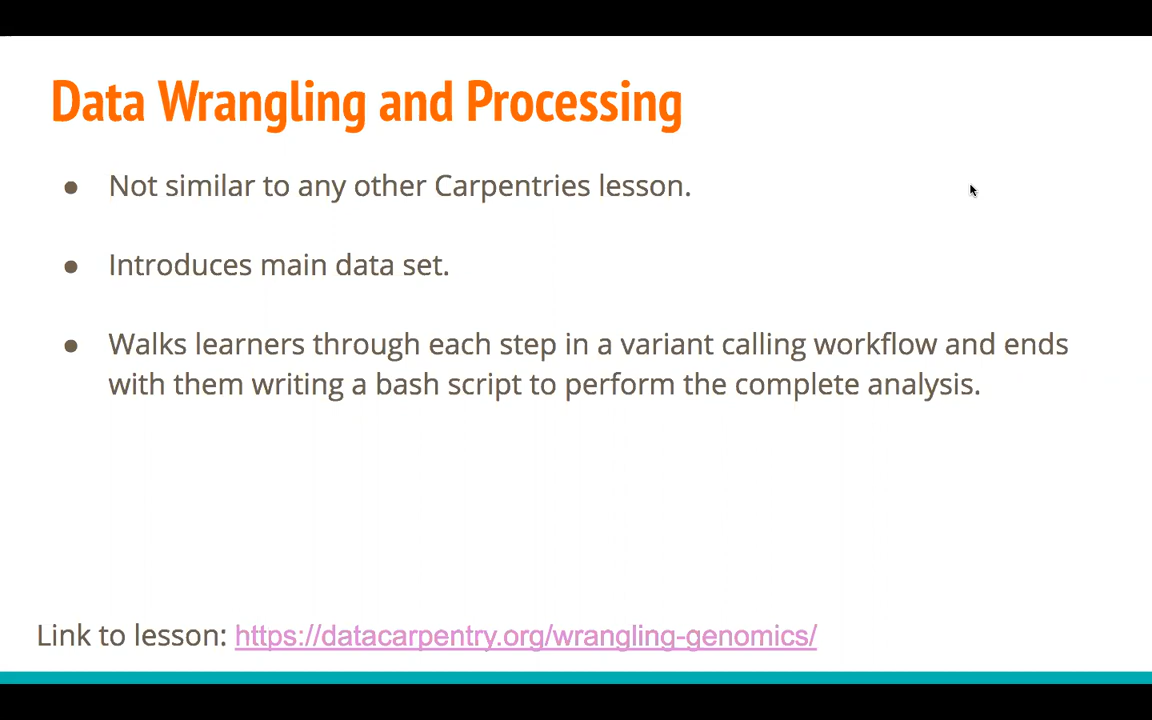 Data Wrangling and Processing
● Not similar to any other Carpentries lesson.
● Introduces main data set.
● Walks learners through each step in a variant calling workflow and ends
with them writing a bash script to perform the complete analysis.
Link to lesson: https://datacarpentry.org/wrangling-genomics/